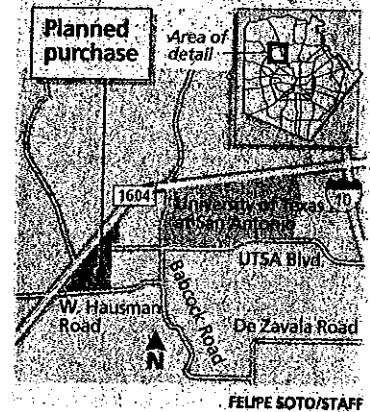 Planned
purchase
Area of
detail
1604
10
University of Texas
at San Antonio
UTSA Blvd.
Babcock Road
W. Hausman
Road
De Zavala Road
N
FELIPE SOTO/STAFF